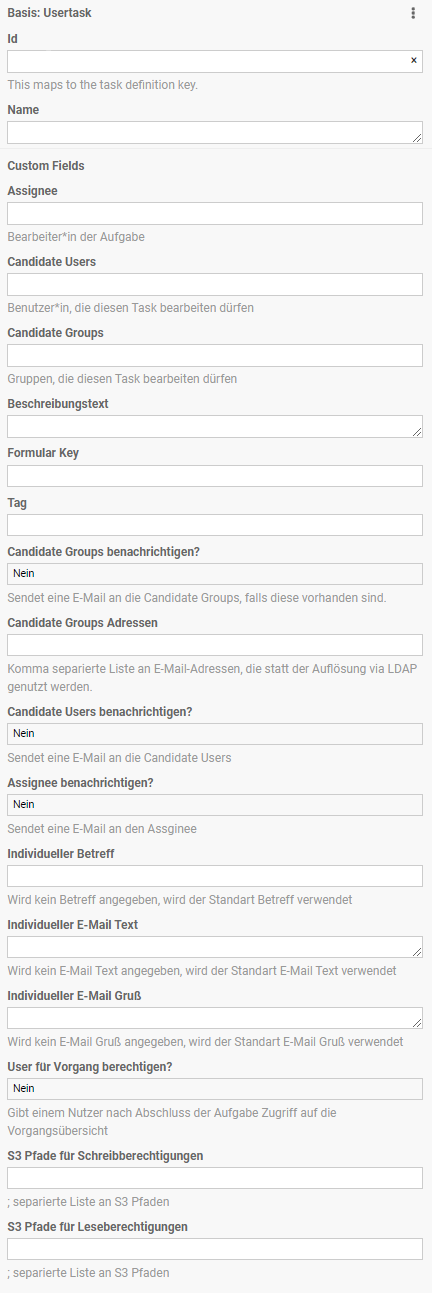 Basis: Usertask
Id
×
This maps to the task definition key.
Name
Custom Fields
Assignee
Bearbeiter*in der Aufgabe
Candidate Users
Benutzer*in, die diesen Task bearbeiten dürfen
Candidate Groups
Gruppen, die diesen Task bearbeiten dürfen
Beschreibungstext
Formular Key
Tag
Candidate Groups benachrichtigen?
Nein
Sendet eine E-Mail an die Candidate Groups, falls diese vorhanden sind.
Candidate Groups Adressen
Komma separierte Liste an E-Mail-Adressen, die statt der Auflösung via LDAP
genutzt werden.
Candidate Users benachrichtigen?
Nein
Sendet eine E-Mail an die Candidate Users
Assignee benachrichtigen?
Nein
Sendet eine E-Mail an den Assginee
Individueller Betreff
Wird kein Betreff angegeben, wird der Standart Betreff verwendet
Individueller E-Mail Text
Wird kein E-Mail Text angegeben, wird der Standart E-Mail Text verwendet
Individueller E-Mail Gruß
Wird kein E-Mail Gruß angegeben, wird der Standart E-Mail Gruß verwendet
User für Vorgang berechtigen?
Nein
Gibt einem Nutzer nach Abschluss der Aufgabe Zugriff auf die
Vorgangsübersicht
S3 Pfade für Schreibberechtigungen
; separierte Liste an S3 Pfaden
S3 Pfade für Leseberechtigungen
; separierte Liste an S3 Pfaden